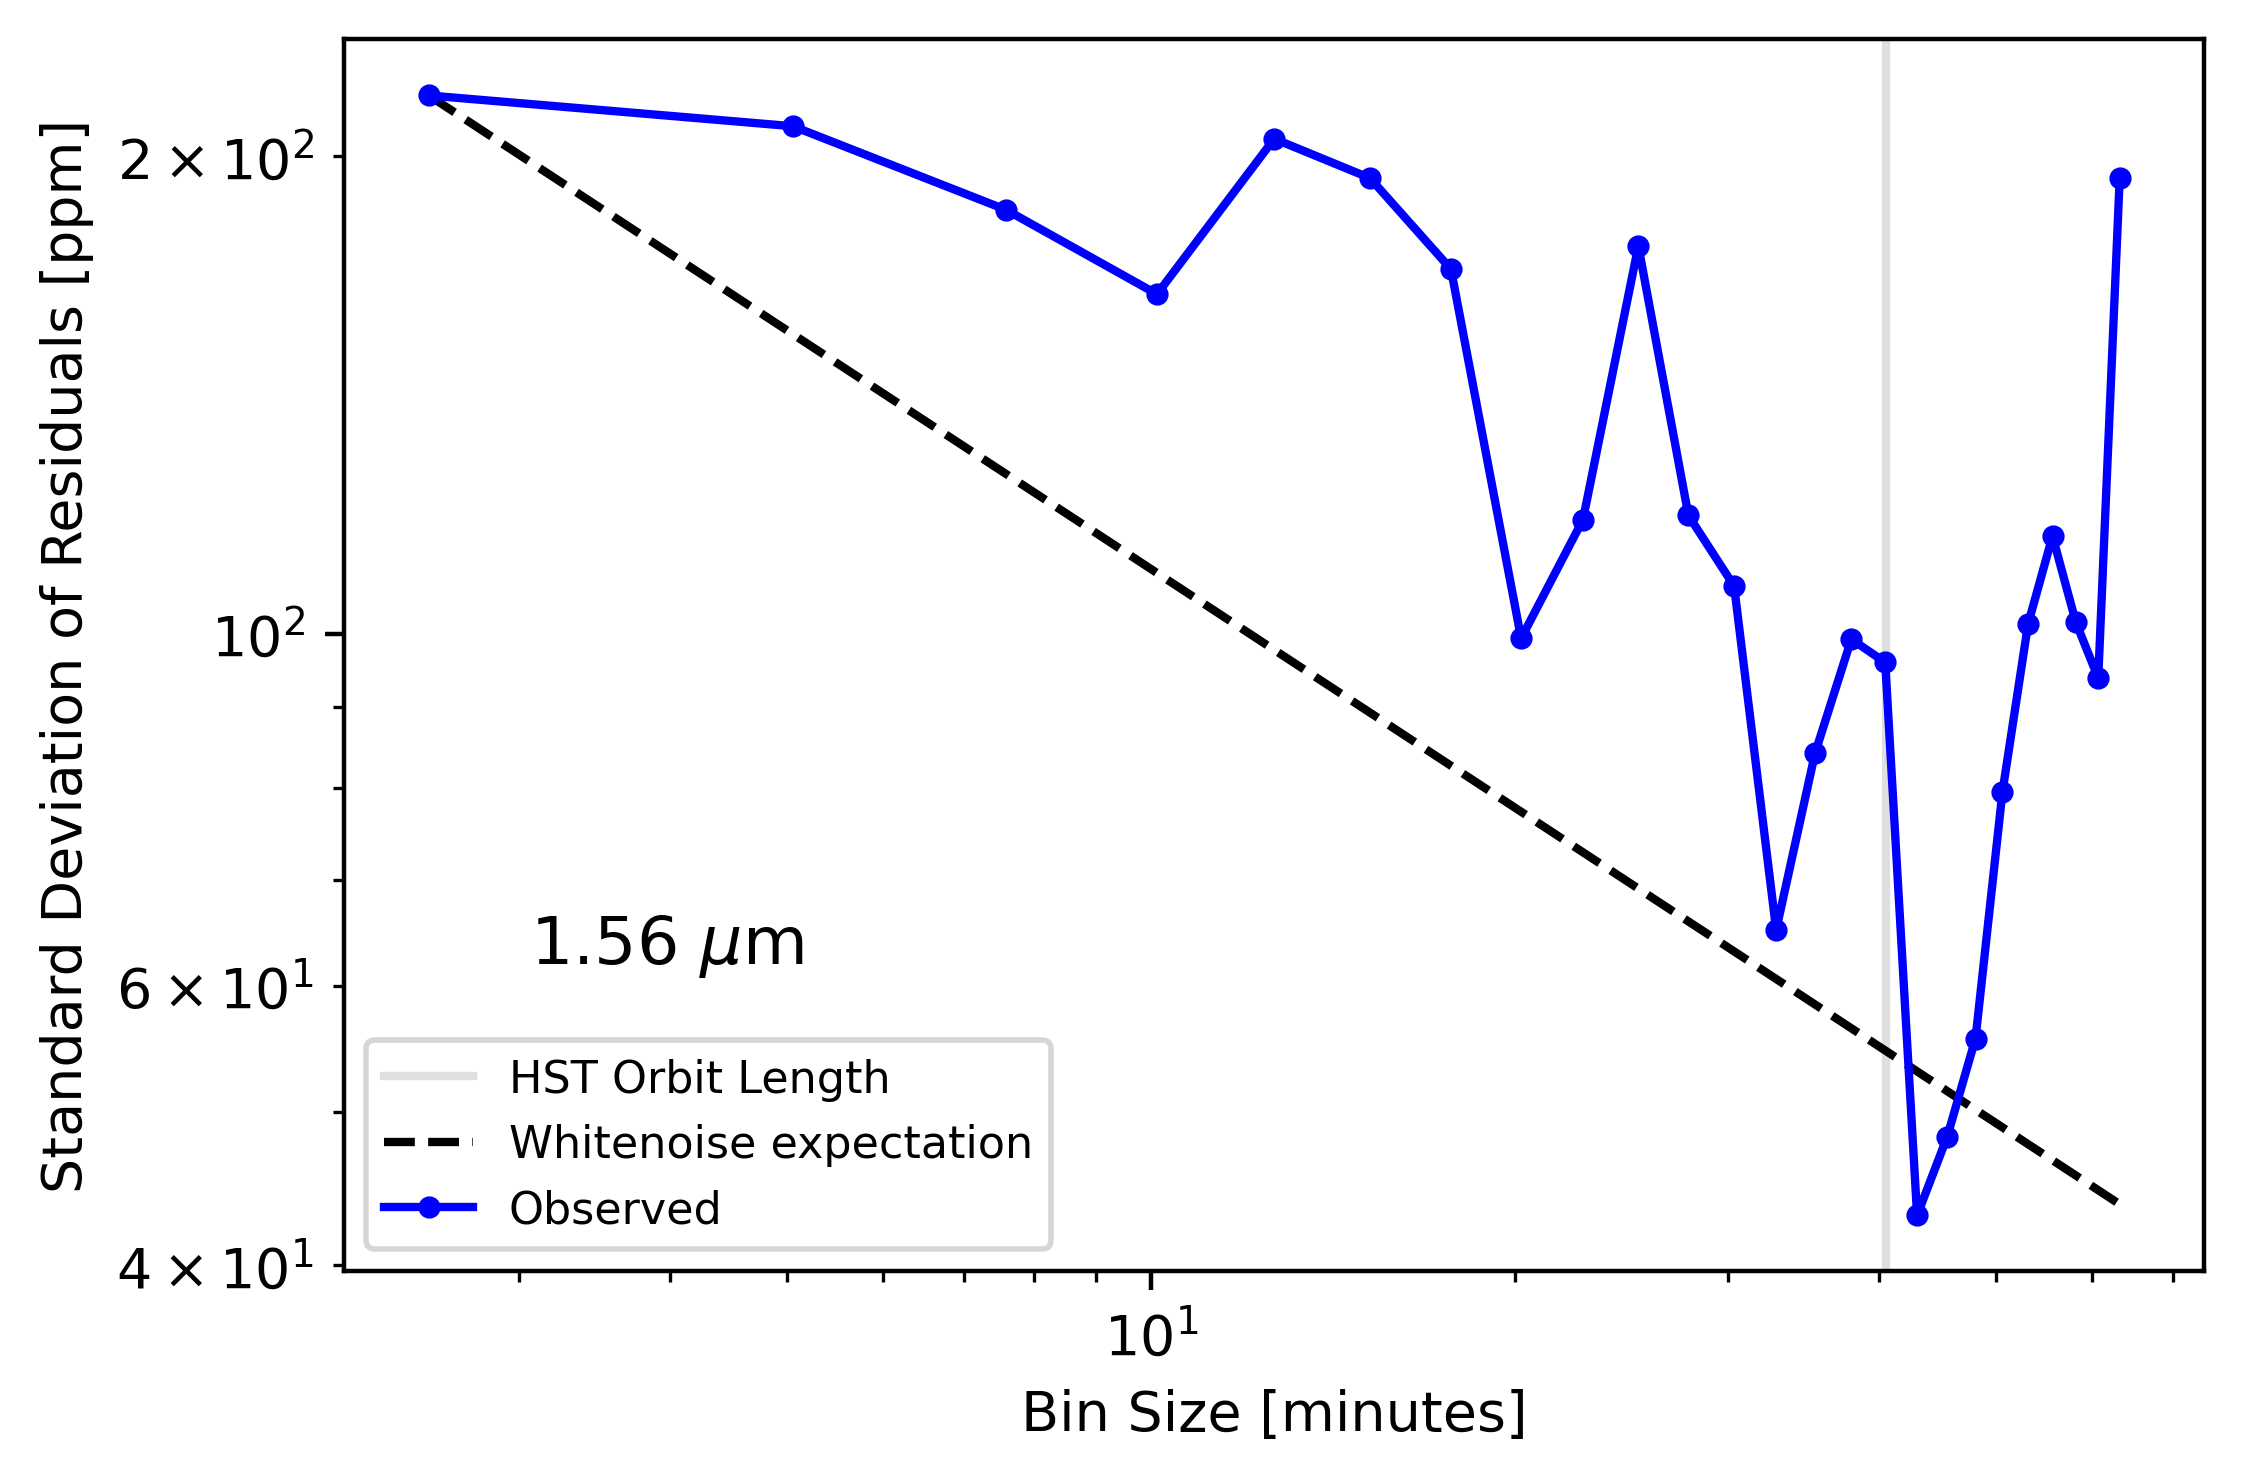 Standard Deviation of Residuals [ppm]
2 × 10²
10²
6 × 10¹
4 × 10¹
1.56 μm
HST Orbit Length
Whitenoise expectation
Observed
10¹
Bin Size [minutes]